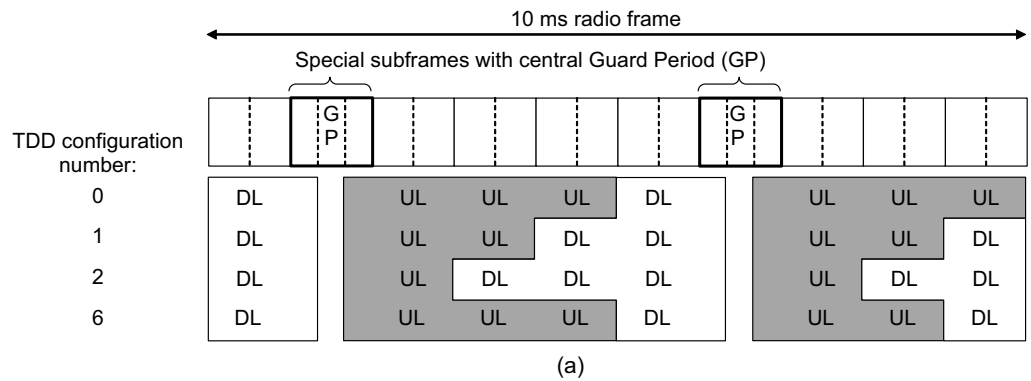 10 ms radio frame
Special subframes with central Guard Period (GP)
G G
P P
TDD configuration
number:
0 DL UL UL UL DL UL UL UL
1 DL UL UL DL DL UL UL DL
2 DL UL DL DL DL UL DL DL
6 DL UL UL UL DL UL UL DL
(a)